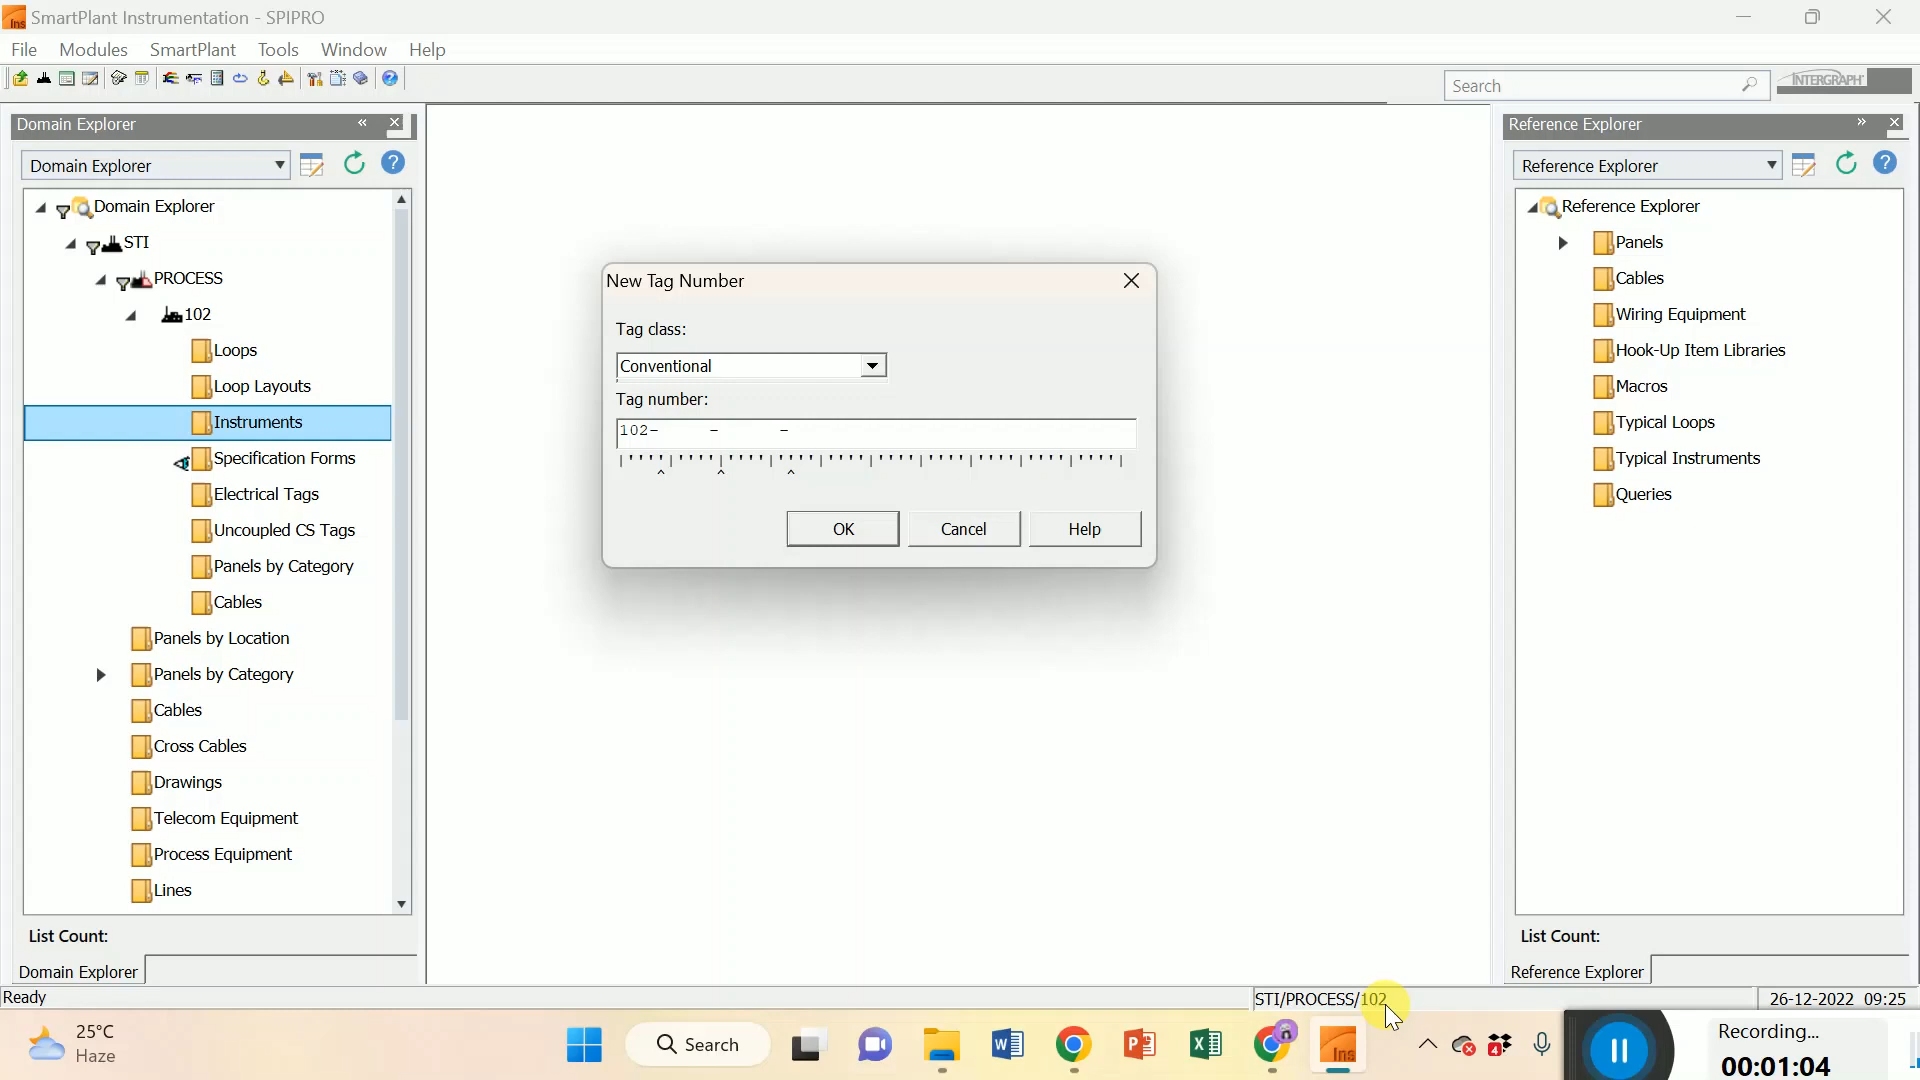 SmartPlant Instrumentation - SPIPRO
File Modules SmartPlant Tools Window Help
Search
INTERGRAPH
Domain Explorer
Domain Explorer
Domain Explorer
STI
PROCESS
102
Loops
Loop Layouts
Instruments
Specification Forms
Electrical Tags
Uncoupled CS Tags
Panels by Category
Cables
Panels by Location
Panels by Category
Cables
Cross Cables
Drawings
Telecom Equipment
Process Equipment
Lines
List Count:
Domain Explorer
New Tag Number
Tag class:
Conventional
Tag number:
102- - -
OK Cancel Help
Reference Explorer
Reference Explorer
Reference Explorer
Panels
Cables
Wiring Equipment
Hook-Up Item Libraries
Macros
Typical Loops
Typical Instruments
Queries
List Count:
Reference Explorer
Ready
STI/PROCESS/102
26-12-2022 09:25
25°C
Haze
Search
Ins
4
Recording...
00:01:04